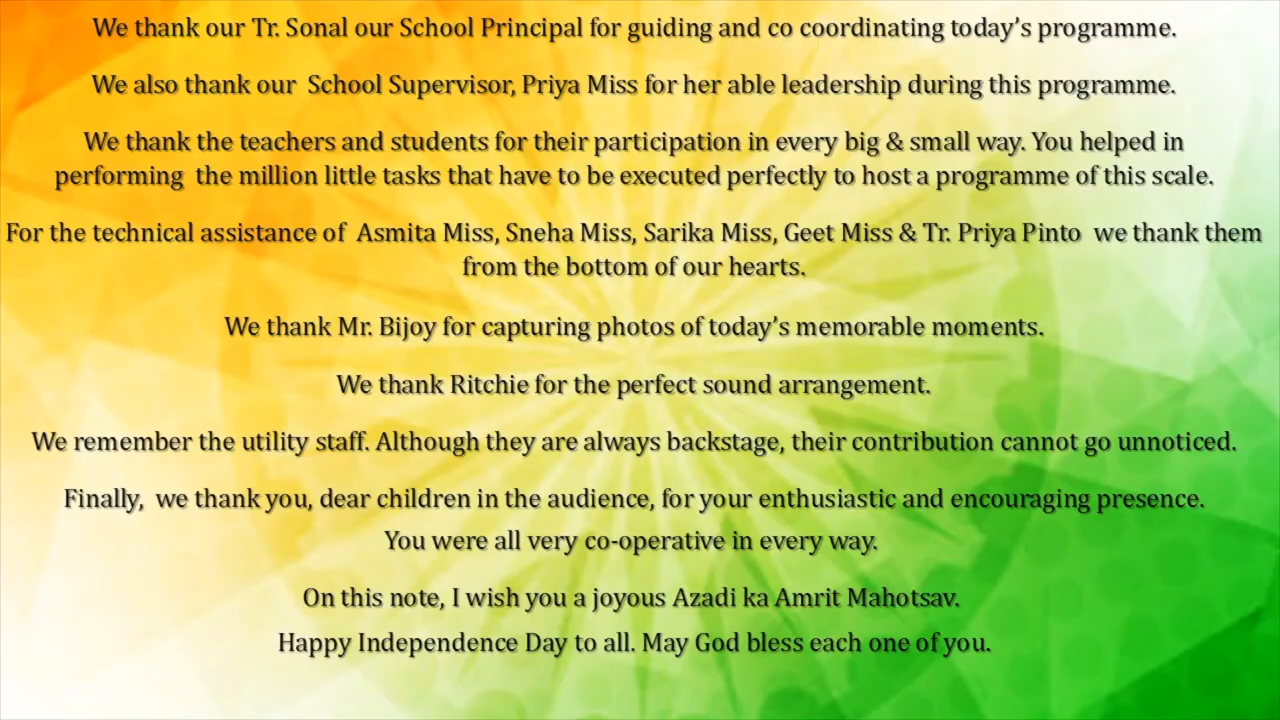 We thank our Tr. Sonal our School Principal for guiding and co coordinating today’s programme.
We also thank our School Supervisor, Priya Miss for her able leadership during this programme.
We thank the teachers and students for their participation in every big & small way. You helped in
performing the million little tasks that have to be executed perfectly to host a programme of this scale.
For the technical assistance of Asmita Miss, Sneha Miss, Sarika Miss, Geet Miss & Tr. Priya Pinto we thank them
from the bottom of our hearts.
We thank Mr. Bijoy for capturing photos of today’s memorable moments.
We thank Ritchie for the perfect sound arrangement.
We remember the utility staff. Although they are always backstage, their contribution cannot go unnoticed.
Finally, we thank you, dear children in the audience, for your enthusiastic and encouraging presence.
You were all very co-operative in every way.
On this note, I wish you a joyous Azadi ka Amrit Mahotsav.
Happy Independence Day to all. May God bless each one of you.